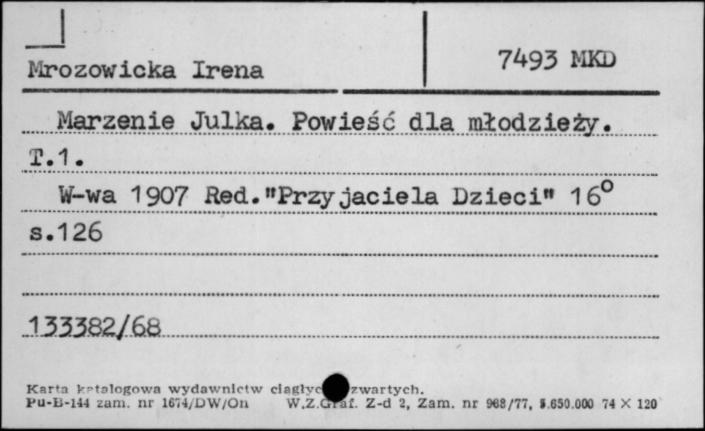 Mrozowicka Irena
7493 MKD
Marzenie Julka. Powieść dla młodzieży.
T.1.
W-wa 1907 Red."Przyjaciela Dzieci" 16°
s.126
133382/68
Karta katalogowa wydawnictw zwartych.
Pu-B-144 zam. nr 1674/DW/On W.Z.Graf. Z-d 2, Zam. nr 968/77, 5.650.000 74 × 120